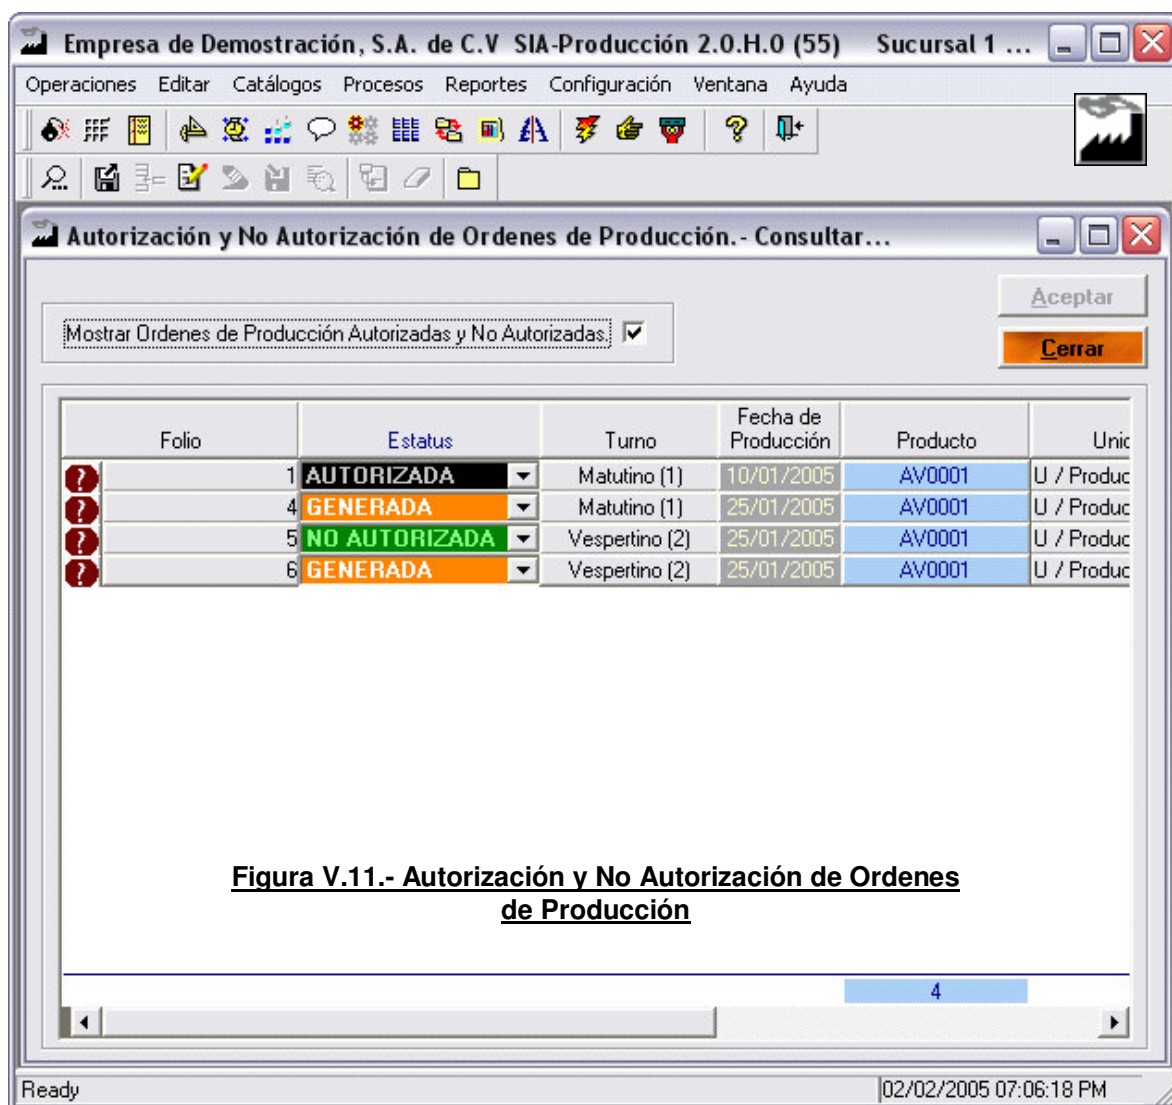 Empresa de Demostración, S.A. de C.V SIA-Producción 2.0.H.0 (55) Sucursal 1 ...
Operaciones Editar Catálogos Procesos Reportes Configuración Ventana Ayuda
Autorización y No Autorización de Ordenes de Producción.- Consultar...
Aceptar
Mostrar Ordenes de Producción Autorizadas y No Autorizadas.
Cerrar
Folio Estatus Turno Fecha de Producción Producto Unid
1 AUTORIZADA Matutino (1) 10/01/2005 AV0001 U / Produc
4 GENERADA Matutino (1) 25/01/2005 AV0001 U / Produc
5 NO AUTORIZADA Vespertino (2) 25/01/2005 AV0001 U / Produc
6 GENERADA Vespertino (2) 25/01/2005 AV0001 U / Produc
Figura V.11.- Autorización y No Autorización de Ordenes
de Producción
4
Ready 02/02/2005 07:06:18 PM